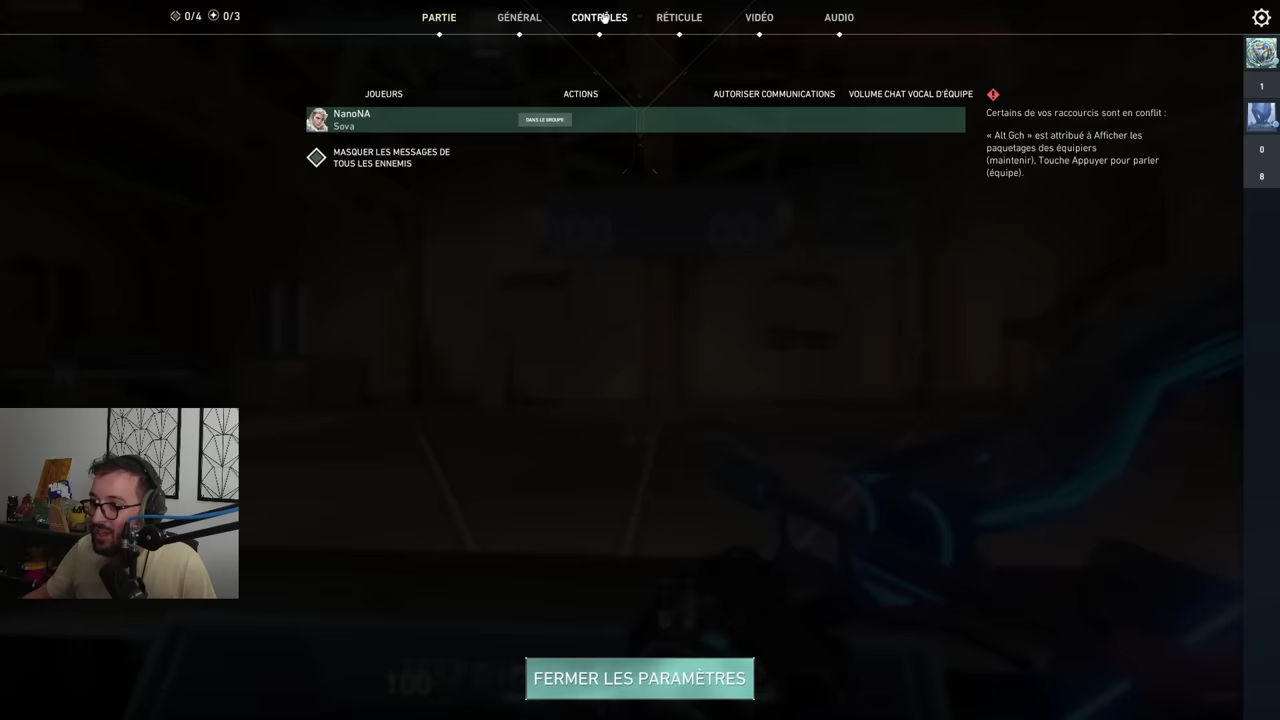 0/4 0/3
PARTIE GÉNÉRAL CONTRÔLES RÉTICULE VIDÉO AUDIO
JOUEURS ACTIONS AUTORISER COMMUNICATIONS VOLUME CHAT VOCAL D'ÉQUIPE
NanoNA
Sova
DANS LE GROUPE
MASQUER LES MESSAGES DE
TOUS LES ENNEMIS
Certains de vos raccourcis sont en conflit :
« Alt Gch » est attribué à Afficher les
paquetages des équipiers
(maintenir), Touche Appuyer pour parler
(équipe).
1
0
8
100
FERMER LES PARAMÈTRES